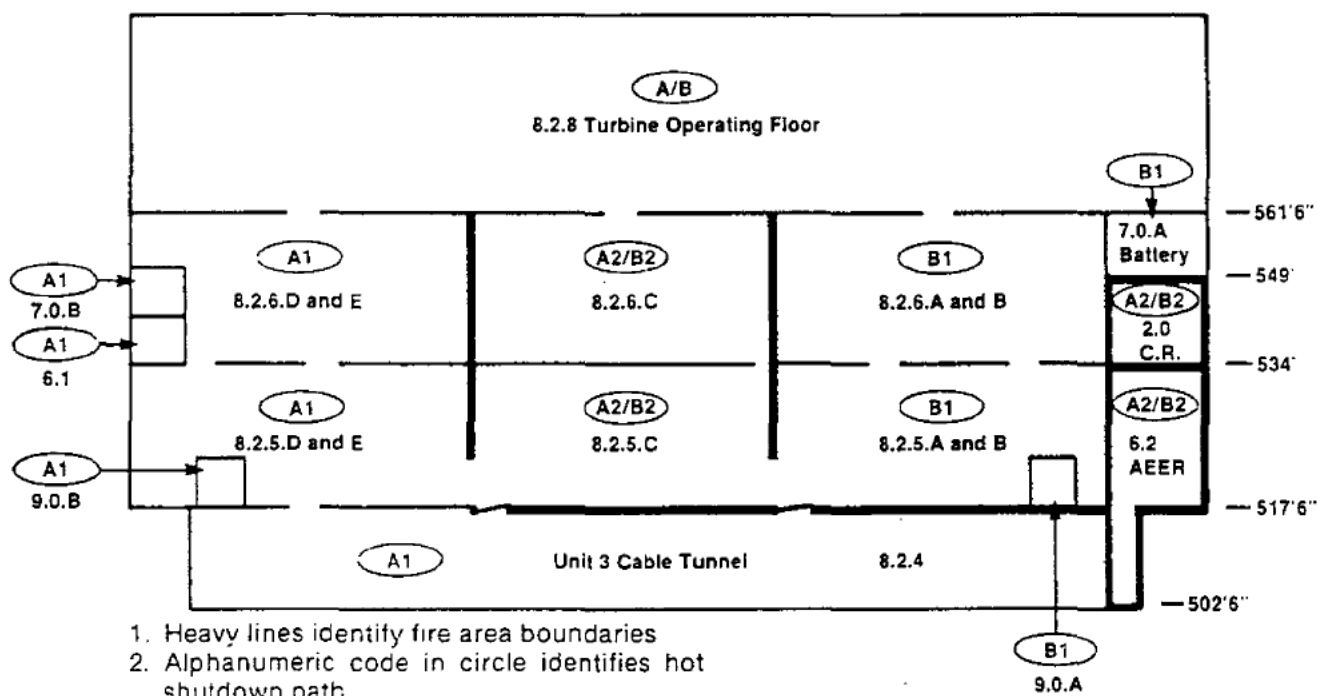 A/B
8.2.8 Turbine Operating Floor
B1
561'6"
7.0.A
Battery
549'
A1
7.0.B
A1
6.1
A1
8.2.6.D and E
A2/B2
8.2.6.C
B1
8.2.6.A and B
A2/B2
2.0
C.R.
534'
A1
8.2.5.D and E
A2/B2
8.2.5.C
B1
8.2.5.A and B
A2/B2
6.2
AEER
A1
9.0.B
517'6"
A1 Unit 3 Cable Tunnel 8.2.4
502'6"
1. Heavy lines identify fire area boundaries
2. Alphanumeric code in circle identifies hot
shutdown path
B1
9.0.A